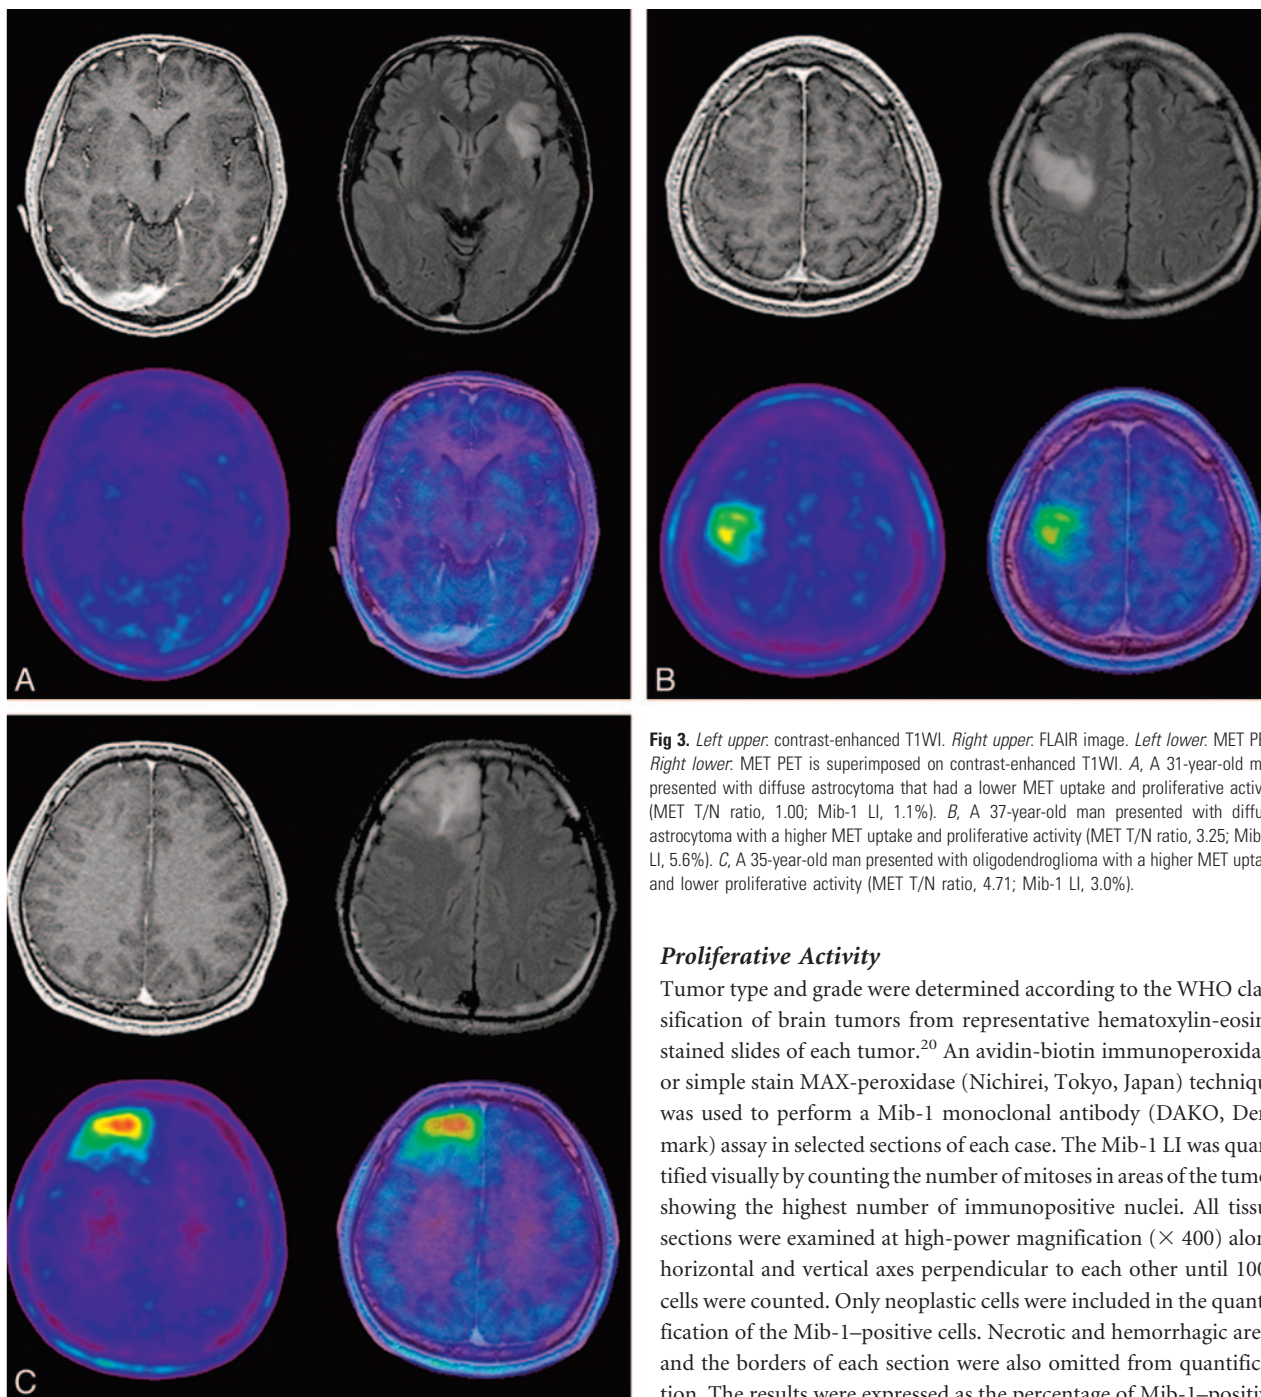 A
B
C
Fig 3. Left upper: contrast-enhanced T1WI. Right upper: FLAIR image. Left lower: MET PE
Right lower: MET PET is superimposed on contrast-enhanced T1WI. A, A 31-year-old m
presented with diffuse astrocytoma that had a lower MET uptake and proliferative activ
(MET T/N ratio, 1.00; Mib-1 LI, 1.1%). B, A 37-year-old man presented with diffu
astrocytoma with a higher MET uptake and proliferative activity (MET T/N ratio, 3.25; Mib-
LI, 5.6%). C, A 35-year-old man presented with oligodendroglioma with a higher MET upta
and lower proliferative activity (MET T/N ratio, 4.71; Mib-1 LI, 3.0%).
Proliferative Activity
Tumor type and grade were determined according to the WHO cla
sification of brain tumors from representative hematoxylin-eosin
stained slides of each tumor.20 An avidin-biotin immunoperoxida
or simple stain MAX-peroxidase (Nichirei, Tokyo, Japan) techniqu
was used to perform a Mib-1 monoclonal antibody (DAKO, Den
mark) assay in selected sections of each case. The Mib-1 LI was quan
tified visually by counting the number of mitoses in areas of the tumo
showing the highest number of immunopositive nuclei. All tissu
sections were examined at high-power magnification (× 400) alon
horizontal and vertical axes perpendicular to each other until 100
cells were counted. Only neoplastic cells were included in the quant
fication of the Mib-1–positive cells. Necrotic and hemorrhagic are
and the borders of each section were also omitted from quantific
tion. The results were expressed as the percentage of Mib-1–positiv